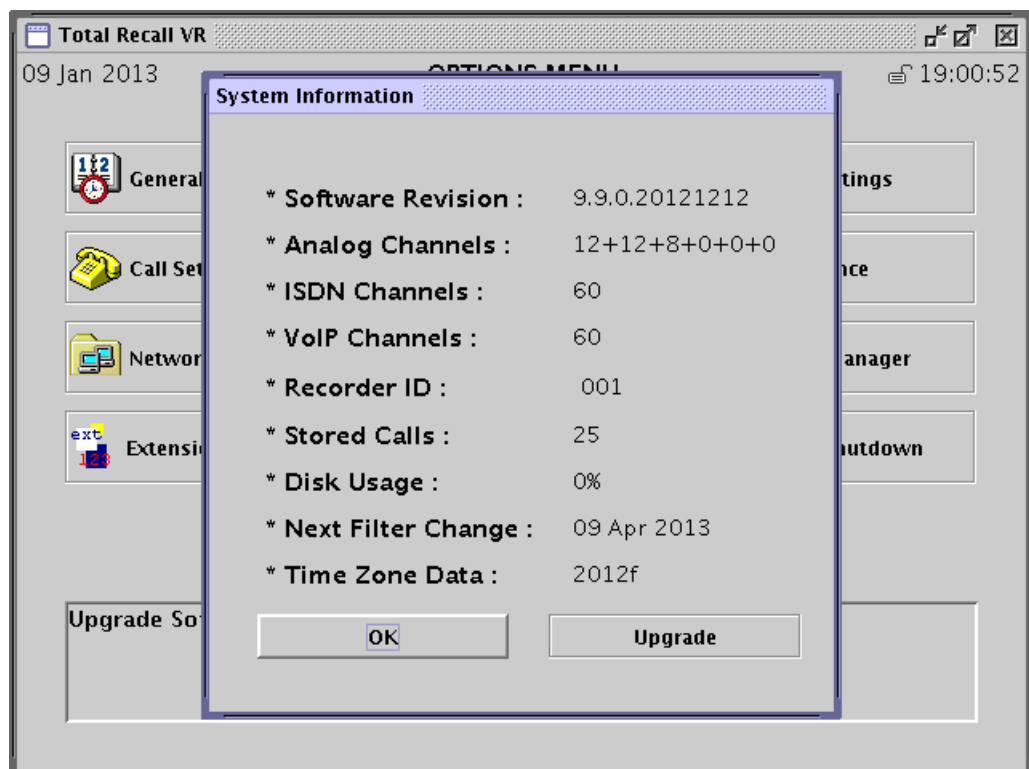 Total Recall VR
09 Jan 2013
19:00:52
System Information
General
tings
* Software Revision : 9.9.0.20121212
* Analog Channels : 12+12+8+0+0+0
Call Set
nce
* ISDN Channels : 60
* VoIP Channels : 60
Networ
anager
* Recorder ID : 001
* Stored Calls : 25
ext
123
Extensi
utdown
* Disk Usage : 0%
* Next Filter Change : 09 Apr 2013
* Time Zone Data : 2012f
Upgrade So
OK
Upgrade